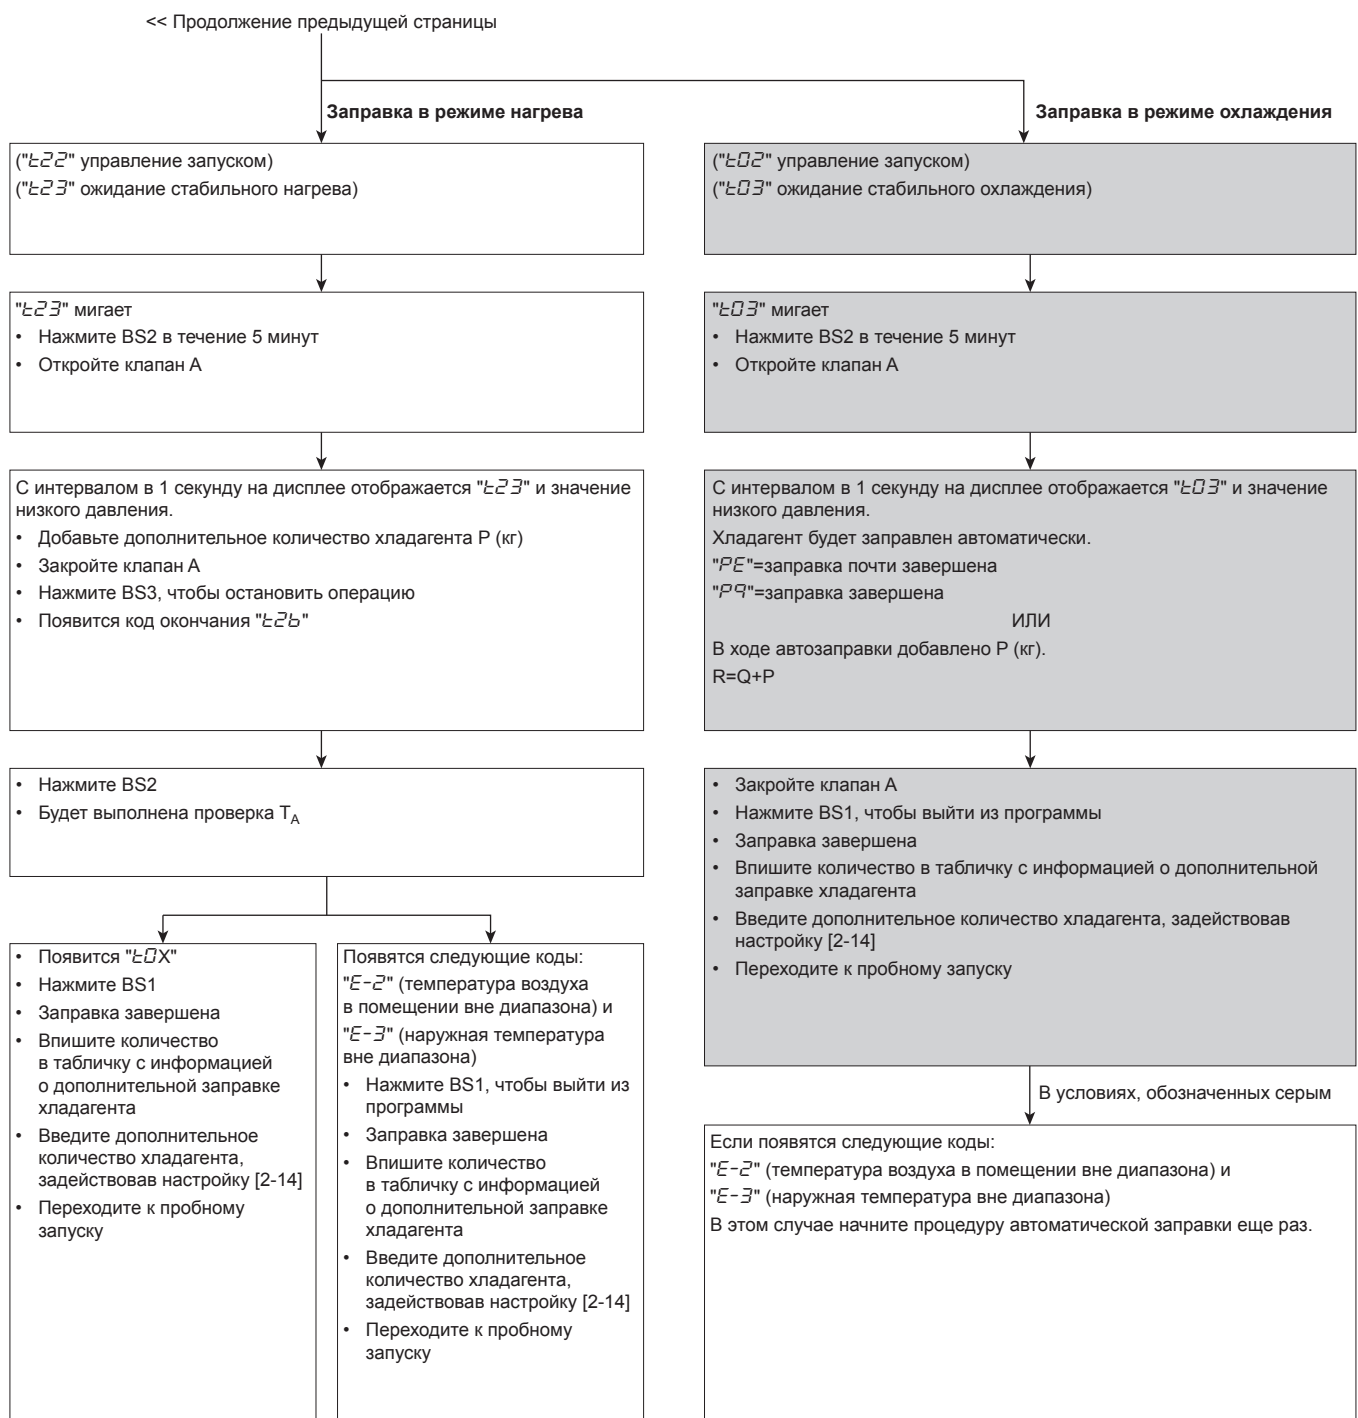 << Продолжение предыдущей страницы
Заправка в режиме нагрева
("t22" управление запуском)
("t23" ожидание стабильного нагрева)
"t23" мигает
• Нажмите BS2 в течение 5 минут
• Откройте клапан A
С интервалом в 1 секунду на дисплее отображается "t23" и значение
низкого давления.
• Добавьте дополнительное количество хладагента P (кг)
• Закройте клапан A
• Нажмите BS3, чтобы остановить операцию
• Появится код окончания "t26"
• Нажмите BS2
• Будет выполнена проверка TA
• Появится "t0X"
• Нажмите BS1
• Заправка завершена
• Впишите количество
в табличку с информацией
о дополнительной заправке
хладагента
• Введите дополнительное
количество хладагента,
задействовав настройку [2-14]
• Переходите к пробному
запуску
Появятся следующие коды:
"E-2" (температура воздуха
в помещении вне диапазона) и
"E-3" (наружная температура
вне диапазона)
• Нажмите BS1, чтобы выйти из
программы
• Заправка завершена
• Впишите количество
в табличку с информацией
о дополнительной заправке
хладагента
• Введите дополнительное
количество хладагента,
задействовав настройку [2-14]
• Переходите к пробному
запуску
Заправка в режиме охлаждения
("t02" управление запуском)
("t03" ожидание стабильного охлаждения)
"t03" мигает
• Нажмите BS2 в течение 5 минут
• Откройте клапан A
С интервалом в 1 секунду на дисплее отображается "t03" и значение
низкого давления.
Хладагент будет заправлен автоматически.
"PE"=заправка почти завершена
"P9"=заправка завершена
ИЛИ
В ходе автозаправки добавлено P (кг).
R=Q+P
• Закройте клапан A
• Нажмите BS1, чтобы выйти из программы
• Заправка завершена
• Впишите количество в табличку с информацией о дополнительной
заправке хладагента
• Введите дополнительное количество хладагента, задействовав
настройку [2-14]
• Переходите к пробному запуску
В условиях, обозначенных серым
Если появятся следующие коды:
"E-2" (температура воздуха в помещении вне диапазона) и
"E-3" (наружная температура вне диапазона)
В этом случае начните процедуру автоматической заправки еще раз.